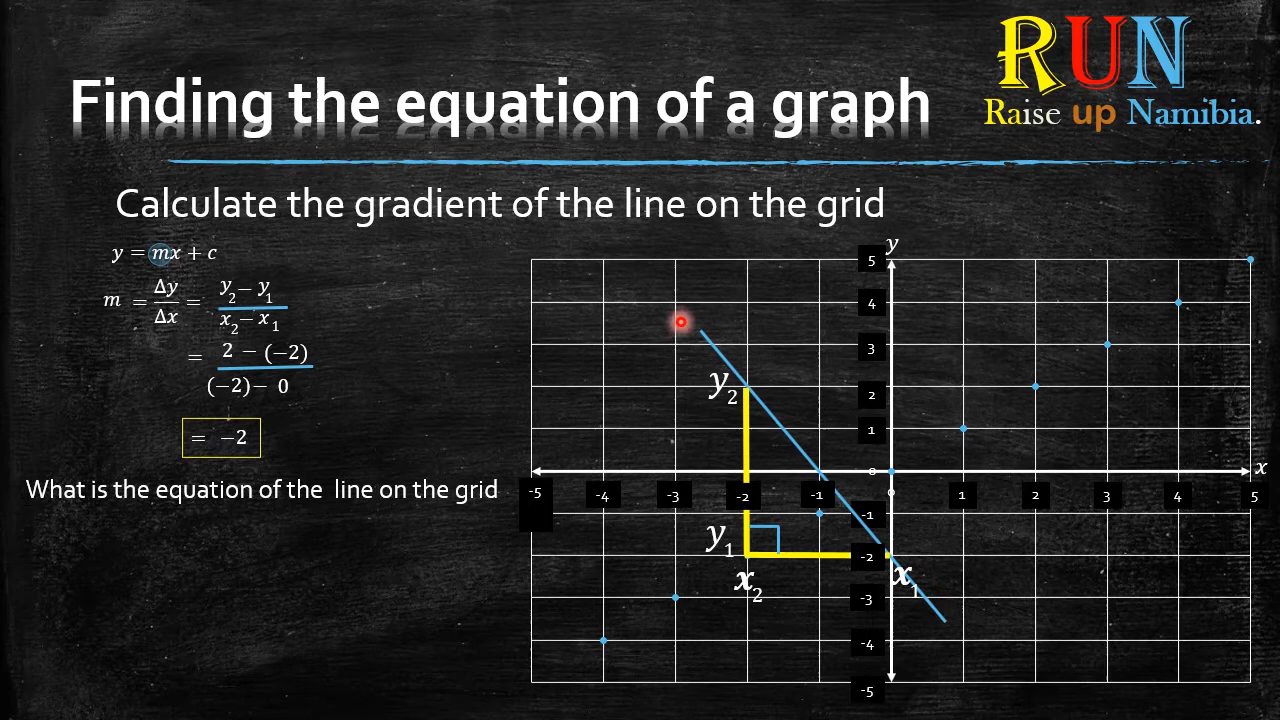 RUN
Raise up Namibia.
Finding the equation of a graph
Calculate the gradient of the line on the grid
y = mx + c
m = Δy/Δx = (y₂ − y₁)/(x₂ − x₁)
= (2 − (−2))/((−2) − 0)
= −2
What is the equation of the line on the grid
y
5
4
3
2
1
0
x
-5 -4 -3 -2 -1 0 1 2 3 4 5
-1
-2
-3
-4
-5
y₂
y₁
x₂
x₁